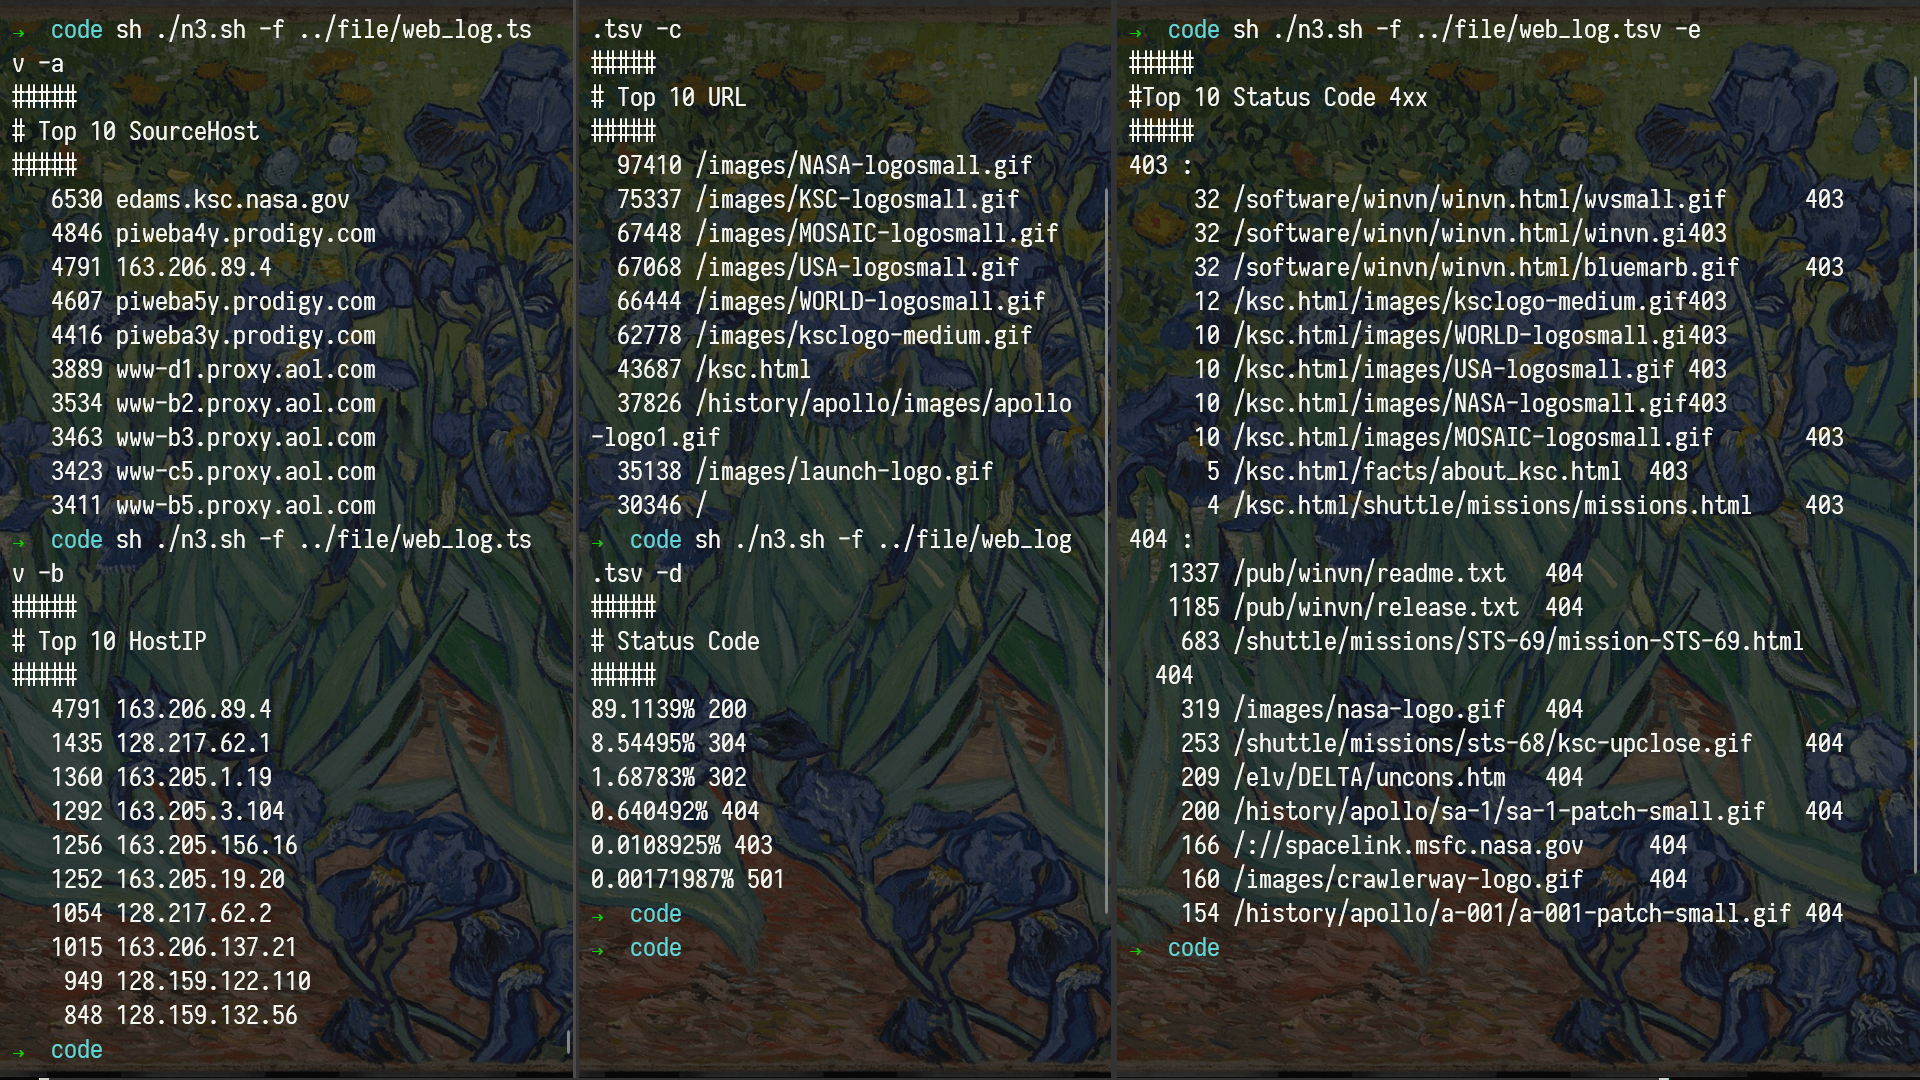 → code sh ./n3.sh -f ../file/web_log.ts
v -a
#####
# Top 10 SourceHost
#####
6530 edams.ksc.nasa.gov
4846 piweba4y.prodigy.com
4791 163.206.89.4
4607 piweba5y.prodigy.com
4416 piweba3y.prodigy.com
3889 www-d1.proxy.aol.com
3534 www-b2.proxy.aol.com
3463 www-b3.proxy.aol.com
3423 www-c5.proxy.aol.com
3411 www-b5.proxy.aol.com
→ code sh ./n3.sh -f ../file/web_log.ts
v -b
#####
# Top 10 HostIP
#####
4791 163.206.89.4
1435 128.217.62.1
1360 163.205.1.19
1292 163.205.3.104
1256 163.205.156.16
1252 163.205.19.20
1054 128.217.62.2
1015 163.206.137.21
949 128.159.122.110
848 128.159.132.56
→ code
.tsv -c
#####
# Top 10 URL
#####
97410 /images/NASA-logosmall.gif
75337 /images/KSC-logosmall.gif
67448 /images/MOSAIC-logosmall.gif
67068 /images/USA-logosmall.gif
66444 /images/WORLD-logosmall.gif
62778 /images/ksclogo-medium.gif
43687 /ksc.html
37826 /history/apollo/images/apollo
-logo1.gif
35138 /images/launch-logo.gif
30346 /
→ code sh ./n3.sh -f ../file/web_log
.tsv -d
#####
# Status Code
#####
89.1139% 200
8.54495% 304
1.68783% 302
0.640492% 404
0.0108925% 403
0.00171987% 501
→ code
→ code
→ code sh ./n3.sh -f ../file/web_log.tsv -e
#####
#Top 10 Status Code 4xx
#####
403 :
32 /software/winvn/winvn.html/wvsmall.gif 403
32 /software/winvn/winvn.html/winvn.gi403
32 /software/winvn/winvn.html/bluemarb.gif 403
12 /ksc.html/images/ksclogo-medium.gif403
10 /ksc.html/images/WORLD-logosmall.gi403
10 /ksc.html/images/USA-logosmall.gif 403
10 /ksc.html/images/NASA-logosmall.gif403
10 /ksc.html/images/MOSAIC-logosmall.gif 403
5 /ksc.html/facts/about_ksc.html 403
4 /ksc.html/shuttle/missions/missions.html 403
404 :
1337 /pub/winvn/readme.txt 404
1185 /pub/winvn/release.txt 404
683 /shuttle/missions/STS-69/mission-STS-69.html
404
319 /images/nasa-logo.gif 404
253 /shuttle/missions/sts-68/ksc-upclose.gif 404
209 /elv/DELTA/uncons.htm 404
200 /history/apollo/sa-1/sa-1-patch-small.gif 404
166 /://spacelink.msfc.nasa.gov 404
160 /images/crawlerway-logo.gif 404
154 /history/apollo/a-001/a-001-patch-small.gif 404
→ code